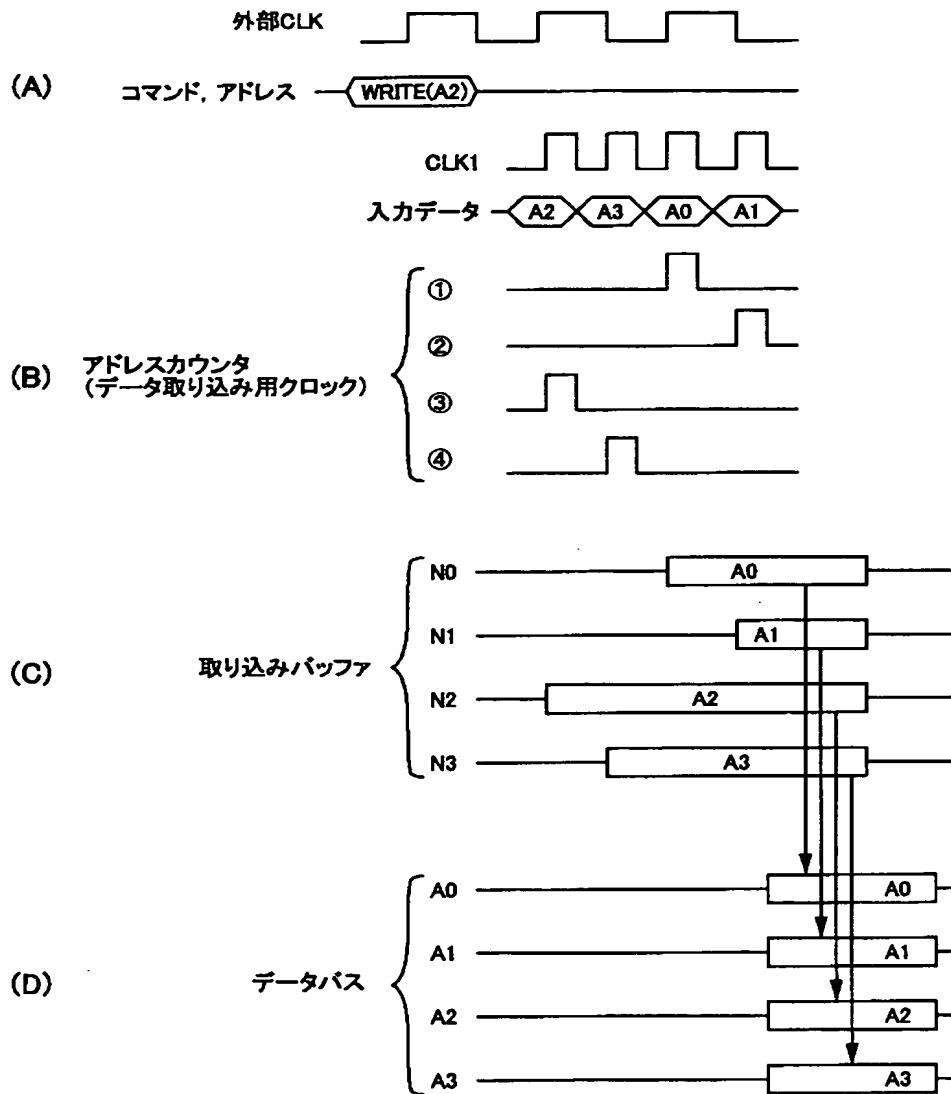 外部CLK
(A)
コマンド, アドレス
WRITE(A2)
CLK1
入力データ
A2 A3 A0 A1
①
②
(B)
アドレスカウンタ
(データ取り込み用クロック)
③
④
N0
A0
N1
A1
(C)
取り込みバッファ
N2
A2
N3
A3
A0
A0
A1
A1
(D)
データバス
A2
A2
A3
A3